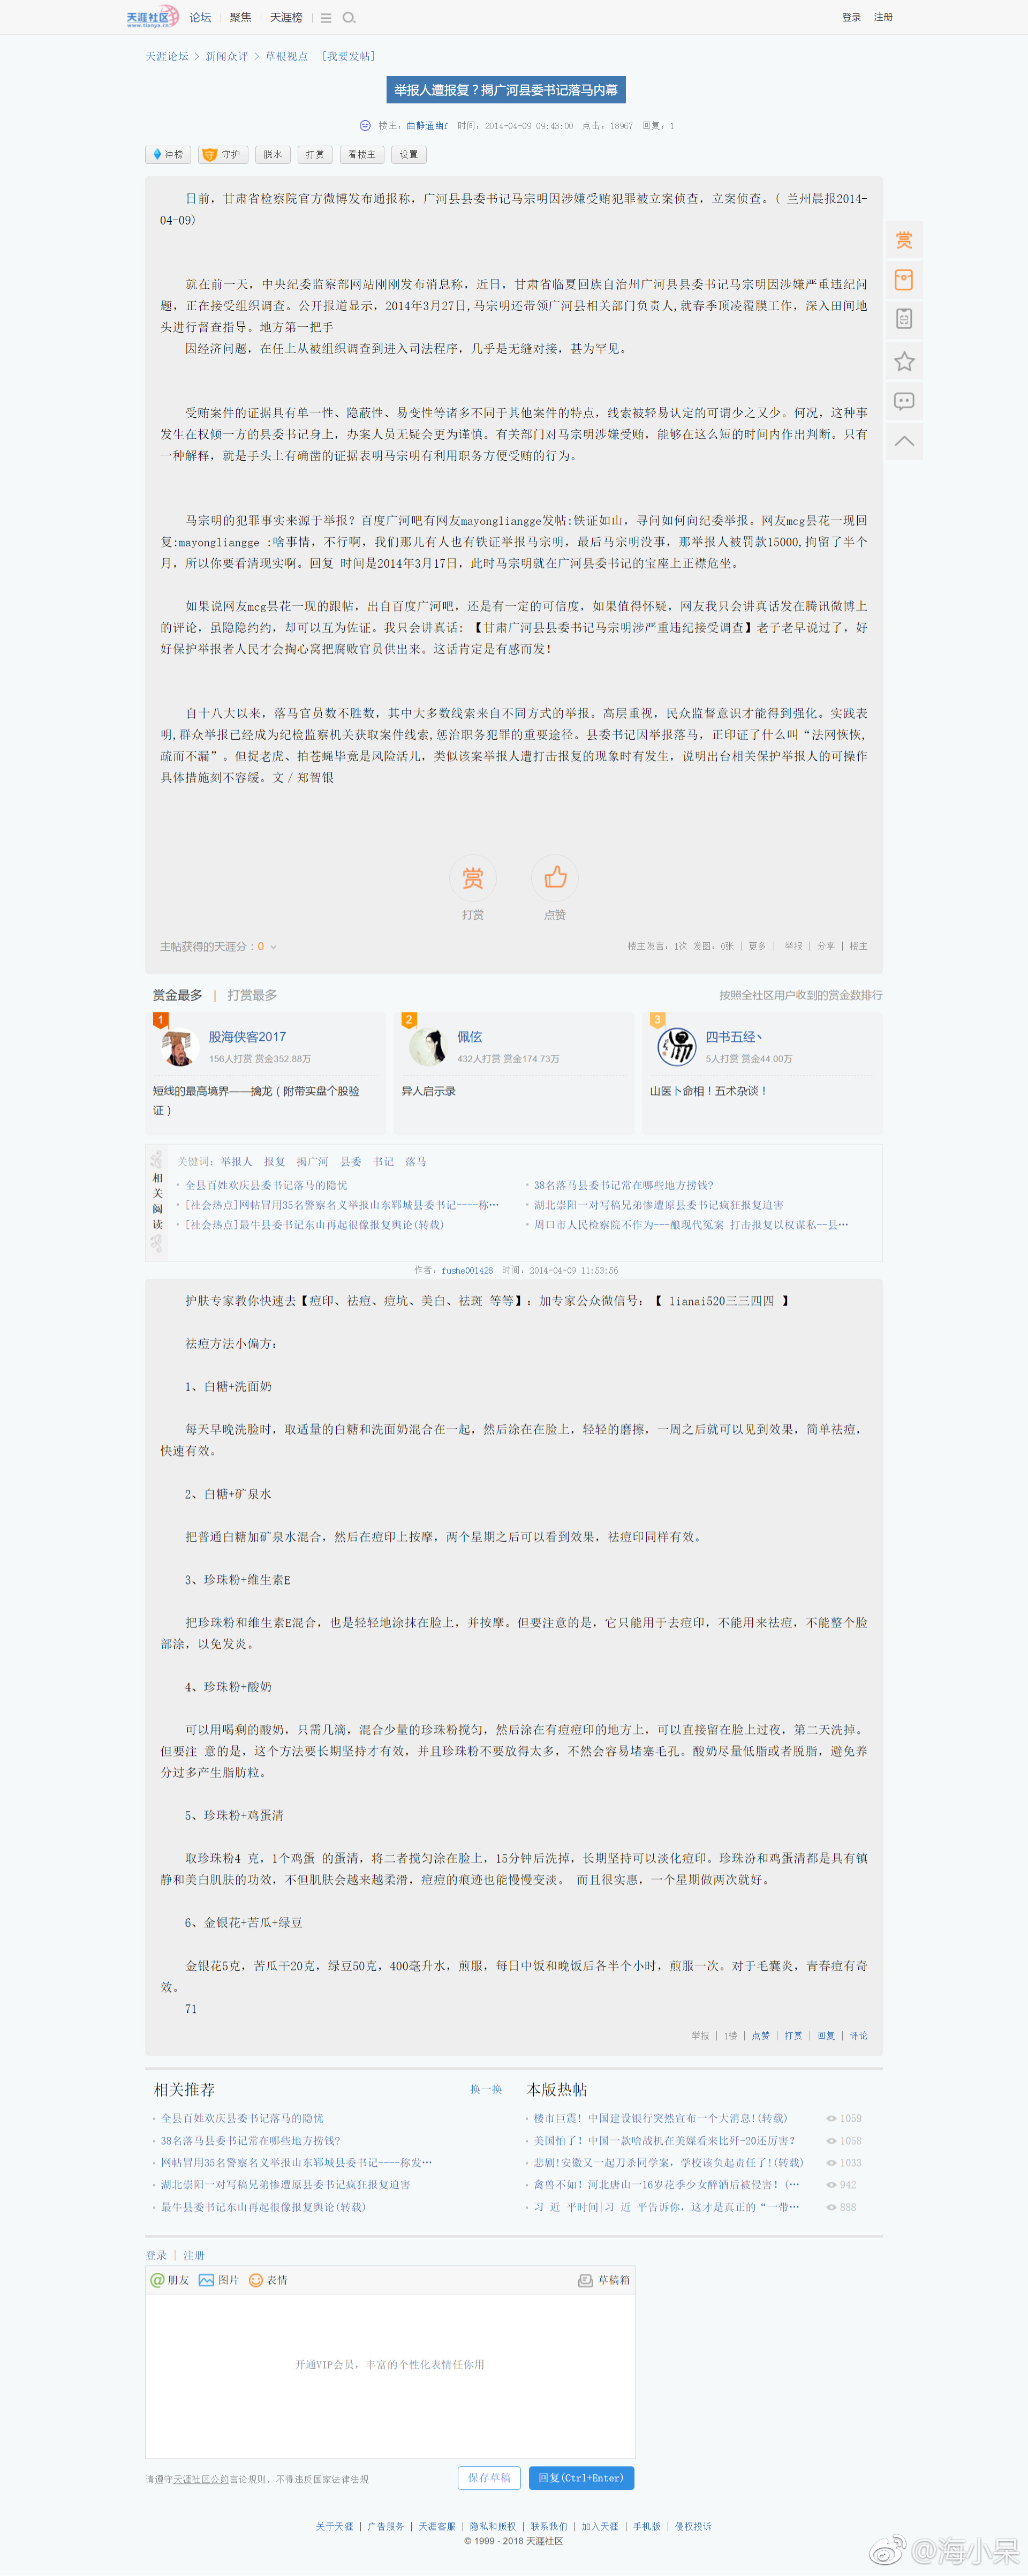 天涯社区 论坛 | 聚焦 | 天涯榜 | 登录 注册
www.tianya.cn
天涯论坛 > 新闻众评 > 草根视点 [我要发帖]
举报人遭报复？揭广河县委书记落马内幕
楼主：曲静通幽f 时间：2014-04-09 09:43:00 点击：18967 回复：1
冲榜 守护 脱水 打赏 看楼主 设置
日前，甘肃省检察院官方微博发布通报称，广河县县委书记马宗明因涉嫌受贿犯罪被立案侦查，立案侦查。( 兰州晨报2014-
04-09)
就在前一天，中央纪委监察部网站刚刚发布消息称，近日，甘肃省临夏回族自治州广河县县委书记马宗明因涉嫌严重违纪问
题，正在接受组织调查。公开报道显示，2014年3月27日,马宗明还带领广河县相关部门负责人,就春季顶凌覆膜工作，深入田间地
头进行督查指导。地方第一把手
因经济问题，在任上从被组织调查到进入司法程序，几乎是无缝对接，甚为罕见。
受贿案件的证据具有单一性、隐蔽性、易变性等诸多不同于其他案件的特点，线索被轻易认定的可谓少之又少。何况，这种事
发生在权倾一方的县委书记身上，办案人员无疑会更为谨慎。有关部门对马宗明涉嫌受贿，能够在这么短的时间内作出判断。只有
一种解释，就是手头上有确凿的证据表明马宗明有利用职务方便受贿的行为。
马宗明的犯罪事实来源于举报？百度广河吧有网友mayongliangge发帖:铁证如山，寻问如何向纪委举报。网友mcg昙花一现回
复:mayongliangge :啥事情，不行啊，我们那儿有人也有铁证举报马宗明，最后马宗明没事，那举报人被罚款15000,拘留了半个
月，所以你要看清现实啊。回复 时间是2014年3月17日，此时马宗明就在广河县委书记的宝座上正襟危坐。
如果说网友mcg昙花一现的跟帖，出自百度广河吧，还是有一定的可信度，如果值得怀疑，网友我只会讲真话发在腾讯微博上
的评论，虽隐隐约约，却可以互为佐证。我只会讲真话：【甘肃广河县县委书记马宗明涉严重违纪接受调查】老于老早说过了，好
好保护举报者人民才会掏心窝把腐败官员供出来。这话肯定是有感而发！
自十八大以来，落马官员数不胜数，其中大多数线索来自不同方式的举报。高层重视，民众监督意识才能得到强化。实践表
明,群众举报已经成为纪检监察机关获取案件线索,惩治职务犯罪的重要途径。县委书记因举报落马，正印证了什么叫“法网恢恢,
疏而不漏”。但捉老虎、拍苍蝇毕竟是风险活儿，类似该案举报人遭打击报复的现象时有发生，说明出台相关保护举报人的可操作
具体措施刻不容缓。文／郑智银
赏 打赏 点赞
主帖获得的天涯分：0
楼主发言：1次 发图：0张 | 更多 | 举报 | 分享 | 楼主
赏
赏金最多 | 打赏最多 按照全社区用户收到的赏金数排行
1 股海侠客2017
156人打赏 赏金352.88万
短线的最高境界——擒龙（附带实盘个股验
证）
2 佩伭
432人打赏 赏金174.73万
异人启示录
3 四书五经丶
5人打赏 赏金44.00万
山医卜命相！五术杂谈！
相关阅读
关键词：举报人 报复 揭广河 县委 书记 落马
全县百姓欢庆县委书记落马的隐忧
38名落马县委书记常在哪些地方捞钱?
[社会热点]网帖冒用35名警察名义举报山东郓城县委书记----称…
湖北崇阳一对写稿兄弟惨遭原县委书记疯狂报复迫害
[社会热点]最牛县委书记东山再起很像报复舆论(转载)
周口市人民检察院不作为---酿现代冤案 打击报复以权谋私--县…
作者：fushe001428 时间：2014-04-09 11:53:56
护肤专家教你快速去【痘印、祛痘、痘坑、美白、祛斑 等等】：加专家公众微信号：【 lianai520三三四四 】
祛痘方法小偏方：
1、白糖+洗面奶
每天早晚洗脸时，取适量的白糖和洗面奶混合在一起，然后涂在在脸上，轻轻的磨擦，一周之后就可以见到效果，简单祛痘，
快速有效。
2、白糖+矿泉水
把普通白糖加矿泉水混合，然后在痘印上按摩，两个星期之后可以看到效果，祛痘印同样有效。
3、珍珠粉+维生素E
把珍珠粉和维生素E混合，也是轻轻地涂抹在脸上，并按摩。但要注意的是，它只能用于去痘印，不能用来祛痘，不能整个脸
部涂，以免发炎。
4、珍珠粉+酸奶
可以用喝剩的酸奶，只需几滴，混合少量的珍珠粉搅匀，然后涂在有痘痘印的地方上，可以直接留在脸上过夜，第二天洗掉。
但要注 意的是，这个方法要长期坚持才有效，并且珍珠粉不要放得太多，不然会容易堵塞毛孔。酸奶尽量低脂或者脱脂，避免养
分过多产生脂肪粒。
5、珍珠粉+鸡蛋清
取珍珠粉4 克，1个鸡蛋 的蛋清，将二者搅匀涂在脸上，15分钟后洗掉，长期坚持可以淡化痘印。珍珠汾和鸡蛋清都是具有镇
静和美白肌肤的功效，不但肌肤会越来越柔滑，痘痘的痕迹也能慢慢变淡。 而且很实惠，一个星期做两次就好。
6、金银花+苦瓜+绿豆
金银花5克，苦瓜干20克，绿豆50克，400毫升水，煎服，每日中饭和晚饭后各半个小时，煎服一次。对于毛囊炎，青春痘有奇
效。
71
举报 | 1楼 | 点赞 | 打赏 | 回复 | 评论
相关推荐 换一换
全县百姓欢庆县委书记落马的隐忧
38名落马县委书记常在哪些地方捞钱?
网帖冒用35名警察名义举报山东郓城县委书记----称发…
湖北崇阳一对写稿兄弟惨遭原县委书记疯狂报复迫害
最牛县委书记东山再起很像报复舆论(转载)
本版热帖
楼市巨震! 中国建设银行突然宣布一个大消息!(转载) 1059
美国怕了! 中国一款啥战机在美媒看来比歼-20还厉害？ 1058
悲剧!安徽又一起刀杀同学案，学校该负起责任了!(转载) 1033
禽兽不如! 河北唐山一16岁花季少女醉酒后被侵害! (… 942
习 近 平时间|习 近 平告诉你，这才是真正的“一带… 888
登录 | 注册
@朋友 图片 表情 草稿箱
开通VIP会员，丰富的个性化表情任你用
请遵守天涯社区公约言论规则，不得违反国家法律法规 保存草稿 回复(Ctrl+Enter)
关于天涯 | 广告服务 | 天涯客服 | 隐私和版权 | 联系我们 | 加入天涯 | 手机版 | 侵权投诉
© 1999 - 2018 天涯社区
@海小呆